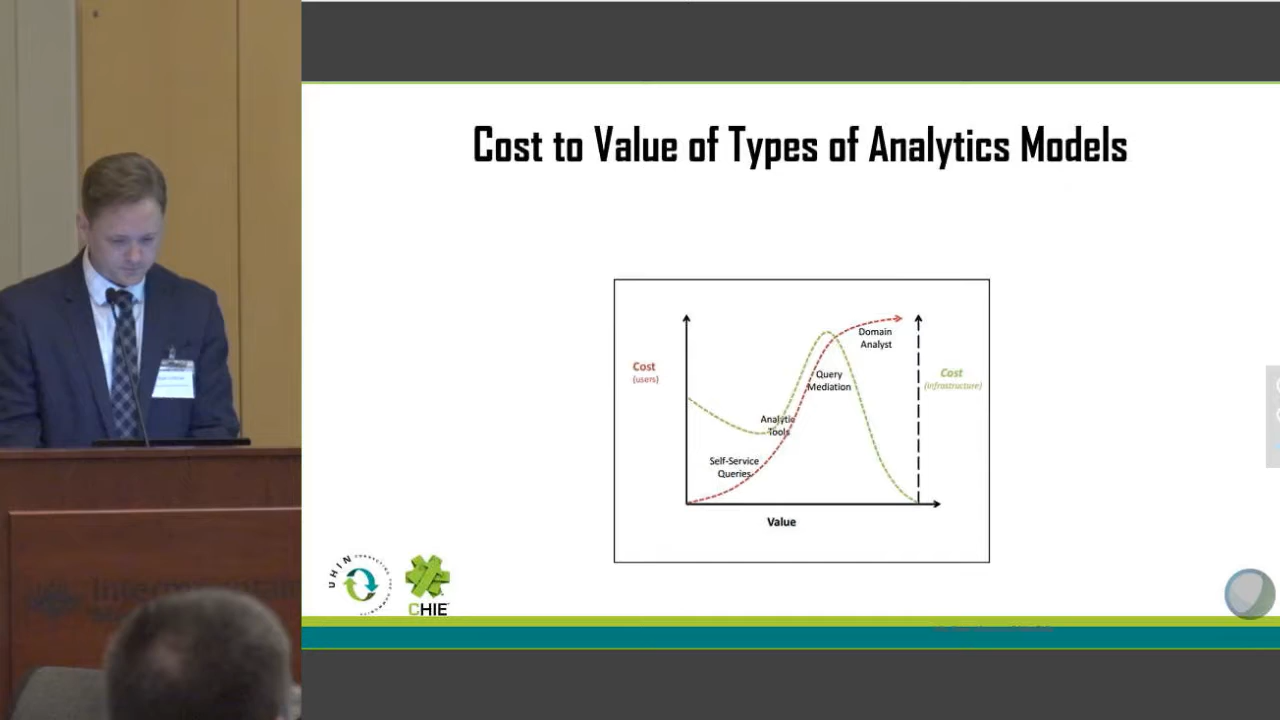 Cost to Value of Types of Analytics Models
Cost
(users)
Domain
Analyst
Query
Mediation
Cost
(infrastructure)
Analytic
Tools
Self-Service
Queries
Value
UHIN
CHIE